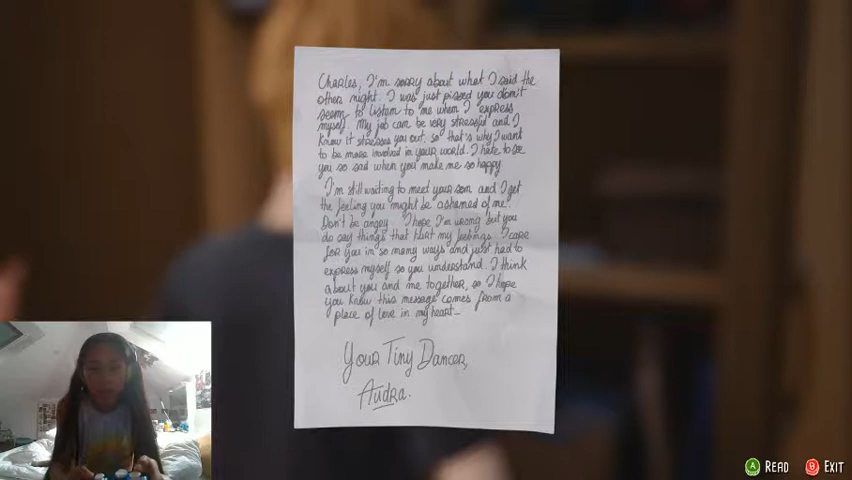 Charles, I'm sorry about what I said the
other night. I was just pissed you don't
seem to listen to me when I express
myself. My job can be very stressful and I
know it stresses you out, so that's why I want
to be more involved in your world. I hate to see
you so sad when you make me so happy
I'm still waiting to meet your son and I get
the feeling you might be ashamed of me.
Don't be angry. I hope I'm wrong but you
do say things that hurt my feelings. I care
for you in so many ways and just had to
express myself so you understand. I think
about you and me together, so I hope
you know this message comes from a
place of love in my heart...
Your Tiny Dancer,
Audra.
A READ B EXIT